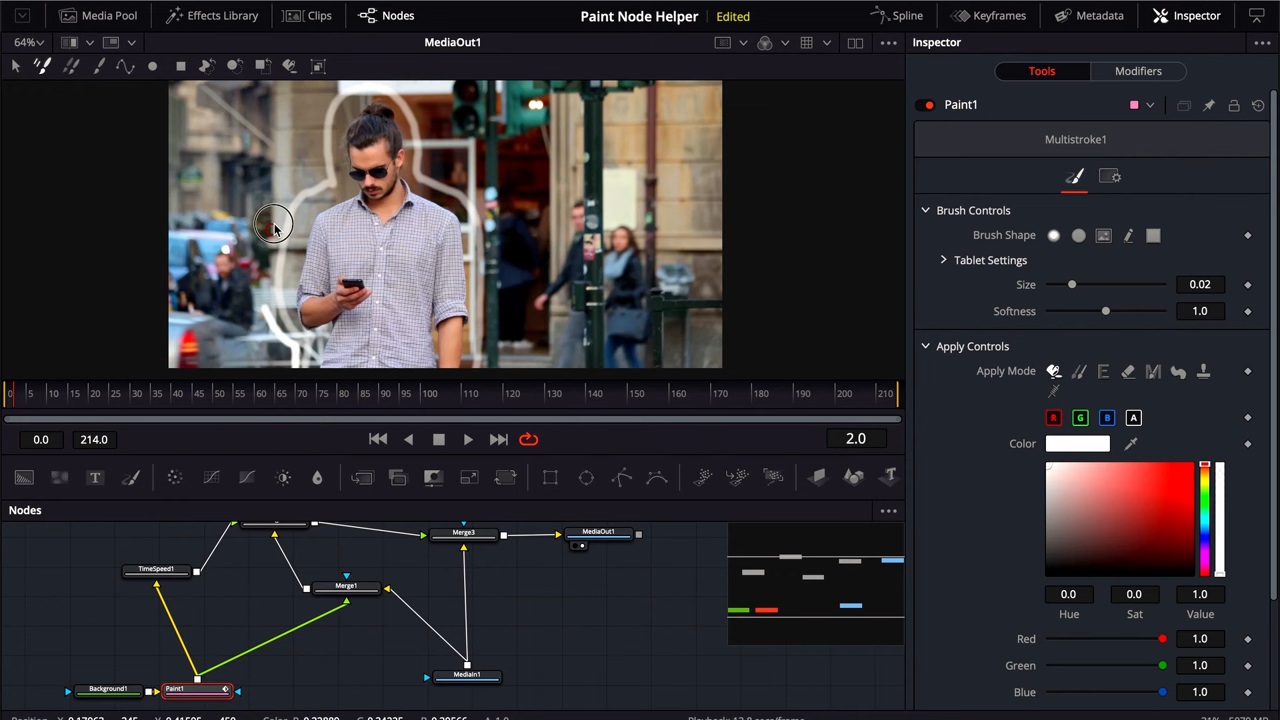 Media Pool Effects Library Clips Nodes Paint Node Helper Edited Spline Keyframes Metadata Inspector
64% MediaOut1 Inspector
Tools Modifiers
Paint1
Multistroke1
Brush Controls
Brush Shape
Tablet Settings
Size 0.02
Softness 1.0
Apply Controls
Apply Mode
R G B A
Color
0 5 10 15 20 25 30 35 40 45 50 55 60 65 70 75 80 85 90 95 100 110 120 130 140 150 160 170 180 190 200 210
0.0 214.0 2.0
T T
Nodes
Merge3 MediaOut1
TimeSpeed1
Merge1
MediaIn1
Background1 Paint1
0.0 0.0 1.0
Hue Sat Value
Red 1.0
Green 1.0
Blue 1.0